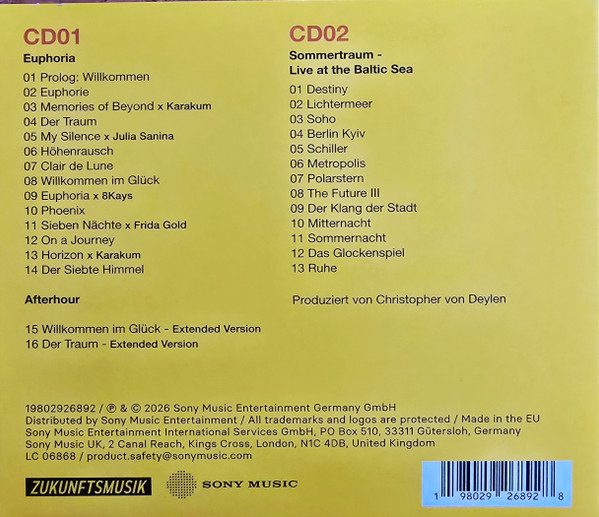 CD01
Euphoria
01 Prolog: Willkommen
02 Euphorie
03 Memories of Beyond x Karakum
04 Der Traum
05 My Silence x Julia Sanina
06 Höhenrausch
07 Clair de Lune
08 Willkommen im Glück
09 Euphoria x 8Kays
10 Phoenix
11 Sieben Nächte x Frida Gold
12 On a Journey
13 Horizon x Karakum
14 Der Siebte Himmel
Afterhour
15 Willkommen im Glück - Extended Version
16 Der Traum - Extended Version
CD02
Sommertraum -
Live at the Baltic Sea
01 Destiny
02 Lichtermeer
03 Soho
04 Berlin Kyiv
05 Schiller
06 Metropolis
07 Polarstern
08 The Future III
09 Der Klang der Stadt
10 Mitternacht
11 Sommernacht
12 Das Glockenspiel
13 Ruhe
Produziert von Christopher von Deylen
19802926892 / ℗ & © 2026 Sony Music Entertainment Germany GmbH
Distributed by Sony Music Entertainment / All trademarks and logos are protected / Made in the EU
Sony Music Entertainment International Services GmbH, PO Box 510, 33311 Gütersloh, Germany
Sony Music UK, 2 Canal Reach, Kings Cross, London, N1C 4DB, United Kingdom
LC 06868 / product.safety@sonymusic.com
ZUKUNFTSMUSIK
SONY MUSIC
1 98029 26892 8